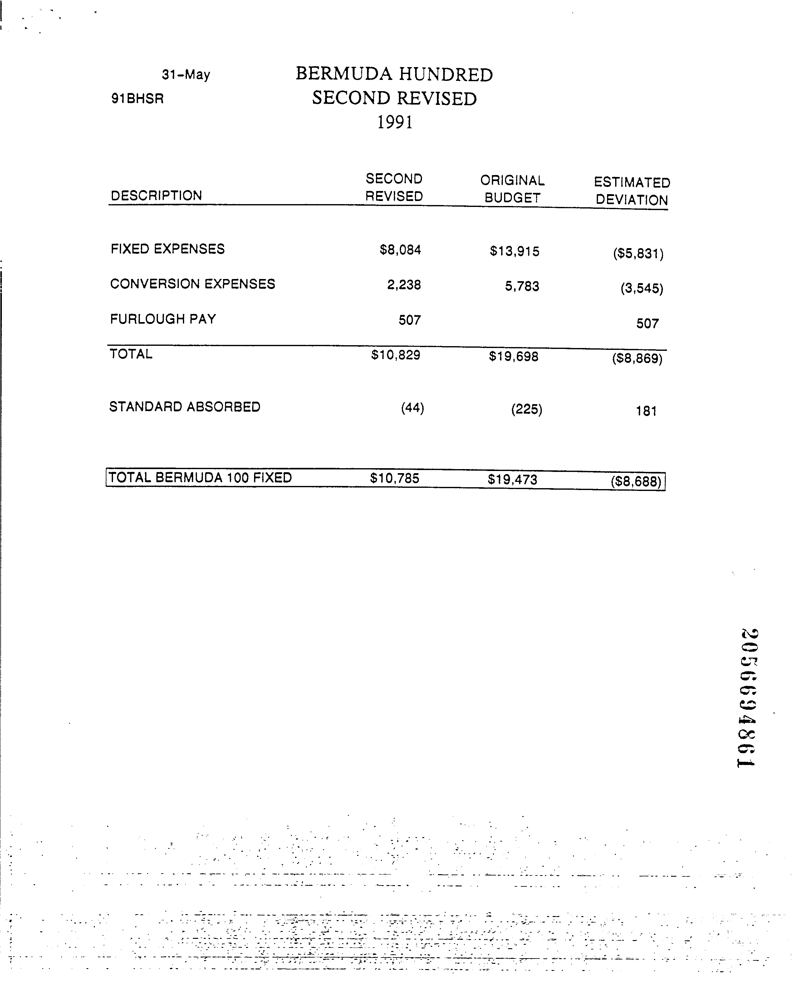 31-May BERMUDA HUNDRED
91BHSR SECOND REVISED
1991
SECOND ORIGINAL ESTIMATED
DESCRIPTION REVISED BUDGET DEVIATION
FIXED EXPENSES $8,084 $13,915 ($5,831)
CONVERSION EXPENSES 2,238 5,783 (3,545)
FURLOUGH PAY 507 507
TOTAL $10,829 $19,698 ($8,869)
STANDARD ABSORBED (44) (225) 181
TOTAL BERMUDA 100 FIXED $10,785 $19,473 ($8,688)
2056694861